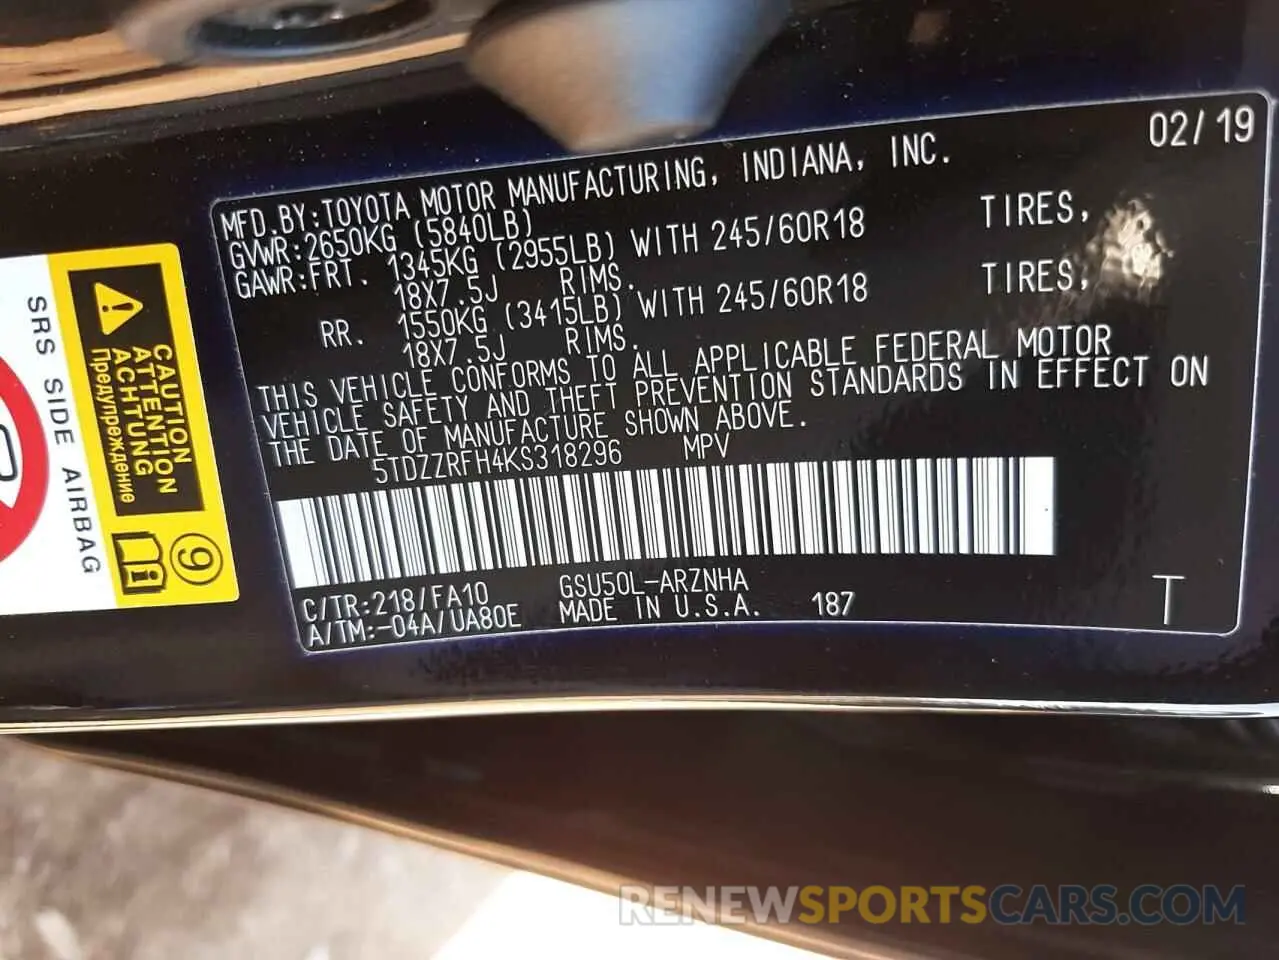 02/19
MFD.BY:TOYOTA MOTOR MANUFACTURING, INDIANA, INC.
GVWR:2650KG (5840LB)
GAWR:FRT. 1345KG (2955LB) WITH 245/60R18 TIRES,
18X7.5J RIMS.
RR. 1550KG (3415LB) WITH 245/60R18 TIRES,
18X7.5J RIMS.
THIS VEHICLE CONFORMS TO ALL APPLICABLE FEDERAL MOTOR
VEHICLE SAFETY AND THEFT PREVENTION STANDARDS IN EFFECT ON
THE DATE OF MANUFACTURE SHOWN ABOVE.
5TDZZRFH4KS318296 MPV
C/TR:218/FA10 GSU50L-ARZNHA
A/TM:-04A/UA80E MADE IN U.S.A. 187 T
CAUTION
ATTENTION
ACHTUNG
Предупреждение
9
SRS SIDE AIRBAG
RENEWSPORTSCARS.COM